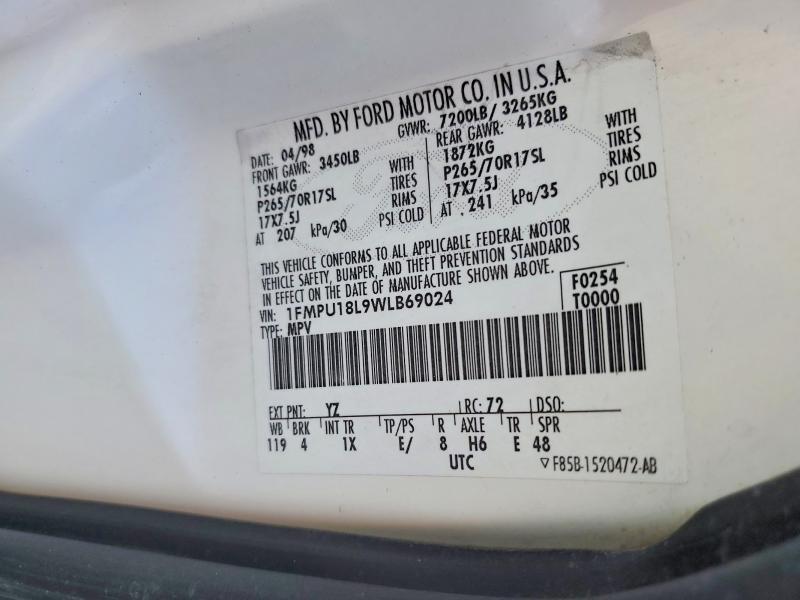 MFD. BY FORD MOTOR CO. IN U.S.A.
DATE: 04/98 GVWR: 7200LB/ 3265KG
FRONT GAWR: 3450LB REAR GAWR: 4128LB
1564KG WITH 1872KG WITH
P265/70R17SL TIRES P265/70R17SL TIRES
17X7.5J RIMS 17X7.5J RIMS
AT 207 kPa/30 PSI COLD AT 241 kPa/35 PSI COLD
THIS VEHICLE CONFORMS TO ALL APPLICABLE FEDERAL MOTOR
VEHICLE SAFETY, BUMPER, AND THEFT PREVENTION STANDARDS
IN EFFECT ON THE DATE OF MANUFACTURE SHOWN ABOVE.
VIN: 1FMPU18L9WLB69024 F0254
TYPE: MPV T0000
EXT PNT: YZ RC: 72 DSO:
WB BRK INT TR TP/PS R AXLE TR SPR
119 4 1X E/ 8 H6 E 48
UTC ▽F85B-1520472-AB